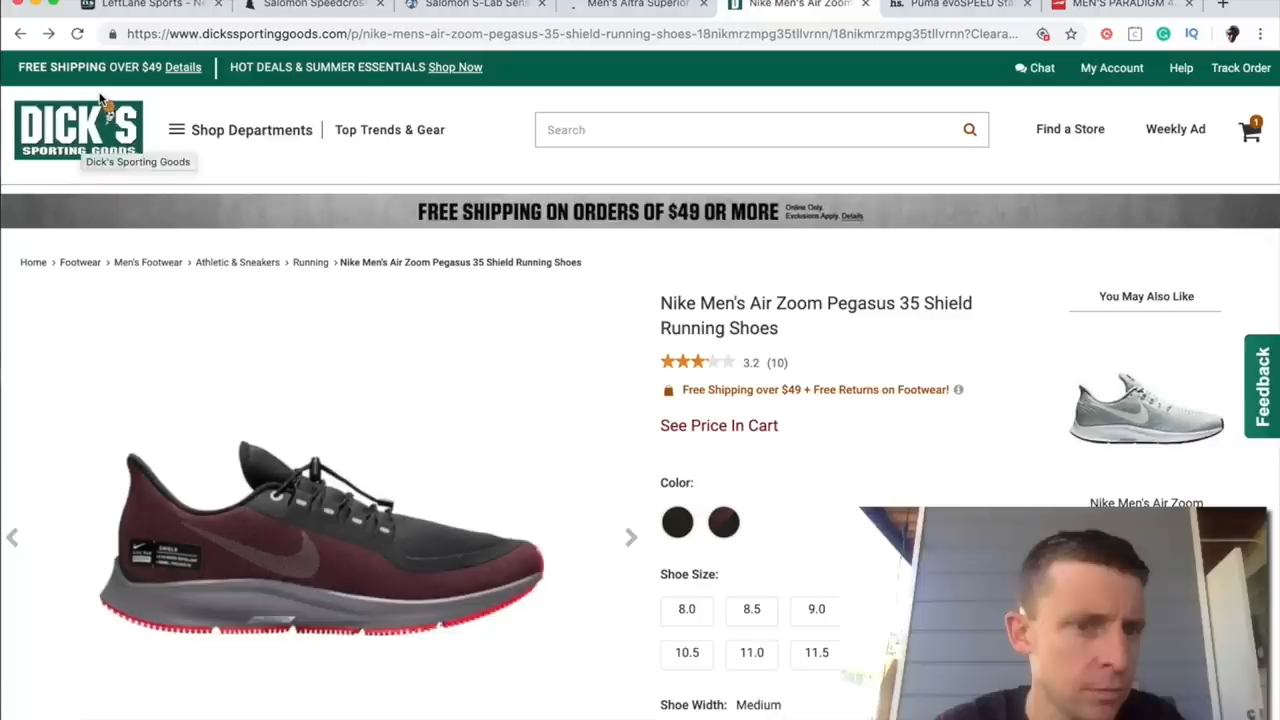 LeftLane Sports - N
Salomon Speedcros
Salomon S-Lab Sens
Men's Altra Superior
Nike Men's Air Zoom
Puma evoSPEED Sta
MEN'S PARADIGM 4.
https://www.dickssportinggoods.com/p/nike-mens-air-zoom-pegasus-35-shield-running-shoes-18nikmrzmpg35tllvrnn/18nikmrzmpg35tllvrnn?Cleara...
FREE SHIPPING OVER $49 Details
HOT DEALS & SUMMER ESSENTIALS Shop Now
Chat
My Account
Help
Track Order
DICK'S
SPORTING GOODS
Dick's Sporting Goods
Shop Departments
Top Trends & Gear
Search
Find a Store
Weekly Ad
1
FREE SHIPPING ON ORDERS OF $49 OR MORE
Online Only.
Exclusions Apply. Details
Home > Footwear > Men's Footwear > Athletic & Sneakers > Running > Nike Men's Air Zoom Pegasus 35 Shield Running Shoes
Nike Men's Air Zoom Pegasus 35 Shield
Running Shoes
3.2 (10)
Free Shipping over $49 + Free Returns on Footwear!
See Price In Cart
Color:
Shoe Size:
8.0 8.5 9.0
10.5 11.0 11.5
Shoe Width: Medium
You May Also Like
Nike Men's Air Zoom
Feedback
SHIELD